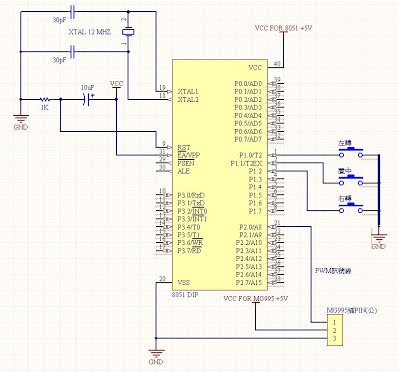 30pF
XTAL 12 MHZ
2
1
30pF
VCC FOR 8051 +5V
VCC
10uF
+
1K
GND
40
VCC
19
XTAL1
18
XTAL2
9
RST
31
EA/VPP
29
PSEN
30
ALE
10
P3.0/RxD
11
P3.1/TxD
12
P3.2/INT0
13
P3.3/INT1
14
P3.4/T0
15
P3.5/T1
16
P3.6/WR
17
P3.7/RD
20
VSS
8051 DIP
GND
P0.0/AD0
39
P0.1/AD1
38
P0.2/AD2
37
P0.3/AD3
36
P0.4/AD4
35
P0.5/AD5
34
P0.6/AD6
33
P0.7/AD7
32
P1.0/T2
1
P1.1/T2EX
2
P1.2
3
P1.3
4
P1.4
5
P1.5
6
P1.6
7
P1.7
8
P2.0/A8
21
P2.1/A9
22
P2.2/A10
23
P2.3/A11
24
P2.4/A12
25
P2.5/A13
26
P2.6/A14
27
P2.7/A15
28
左轉
置中
右轉
GND
PWM訊號線
VCC FOR MG995 +5V
MG995接PIN(公)
1
2
3